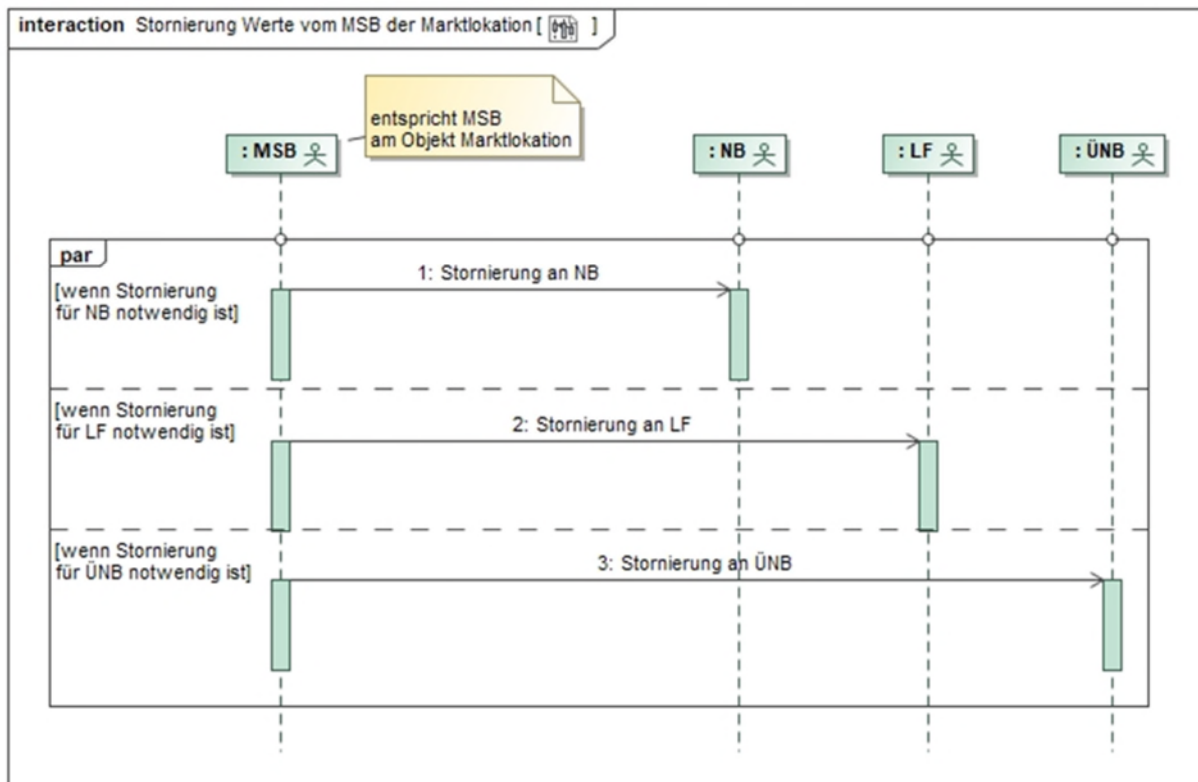 interaction Stornierung Werte vom MSB der Marktlokation [ ]
entspricht MSB
am Objekt Marktlokation
: MSB
: NB
: LF
: ÜNB
par
[wenn Stornierung
für NB notwendig ist]
1: Stornierung an NB
[wenn Stornierung
für LF notwendig ist]
2: Stornierung an LF
[wenn Stornierung
für ÜNB notwendig ist]
3: Stornierung an ÜNB